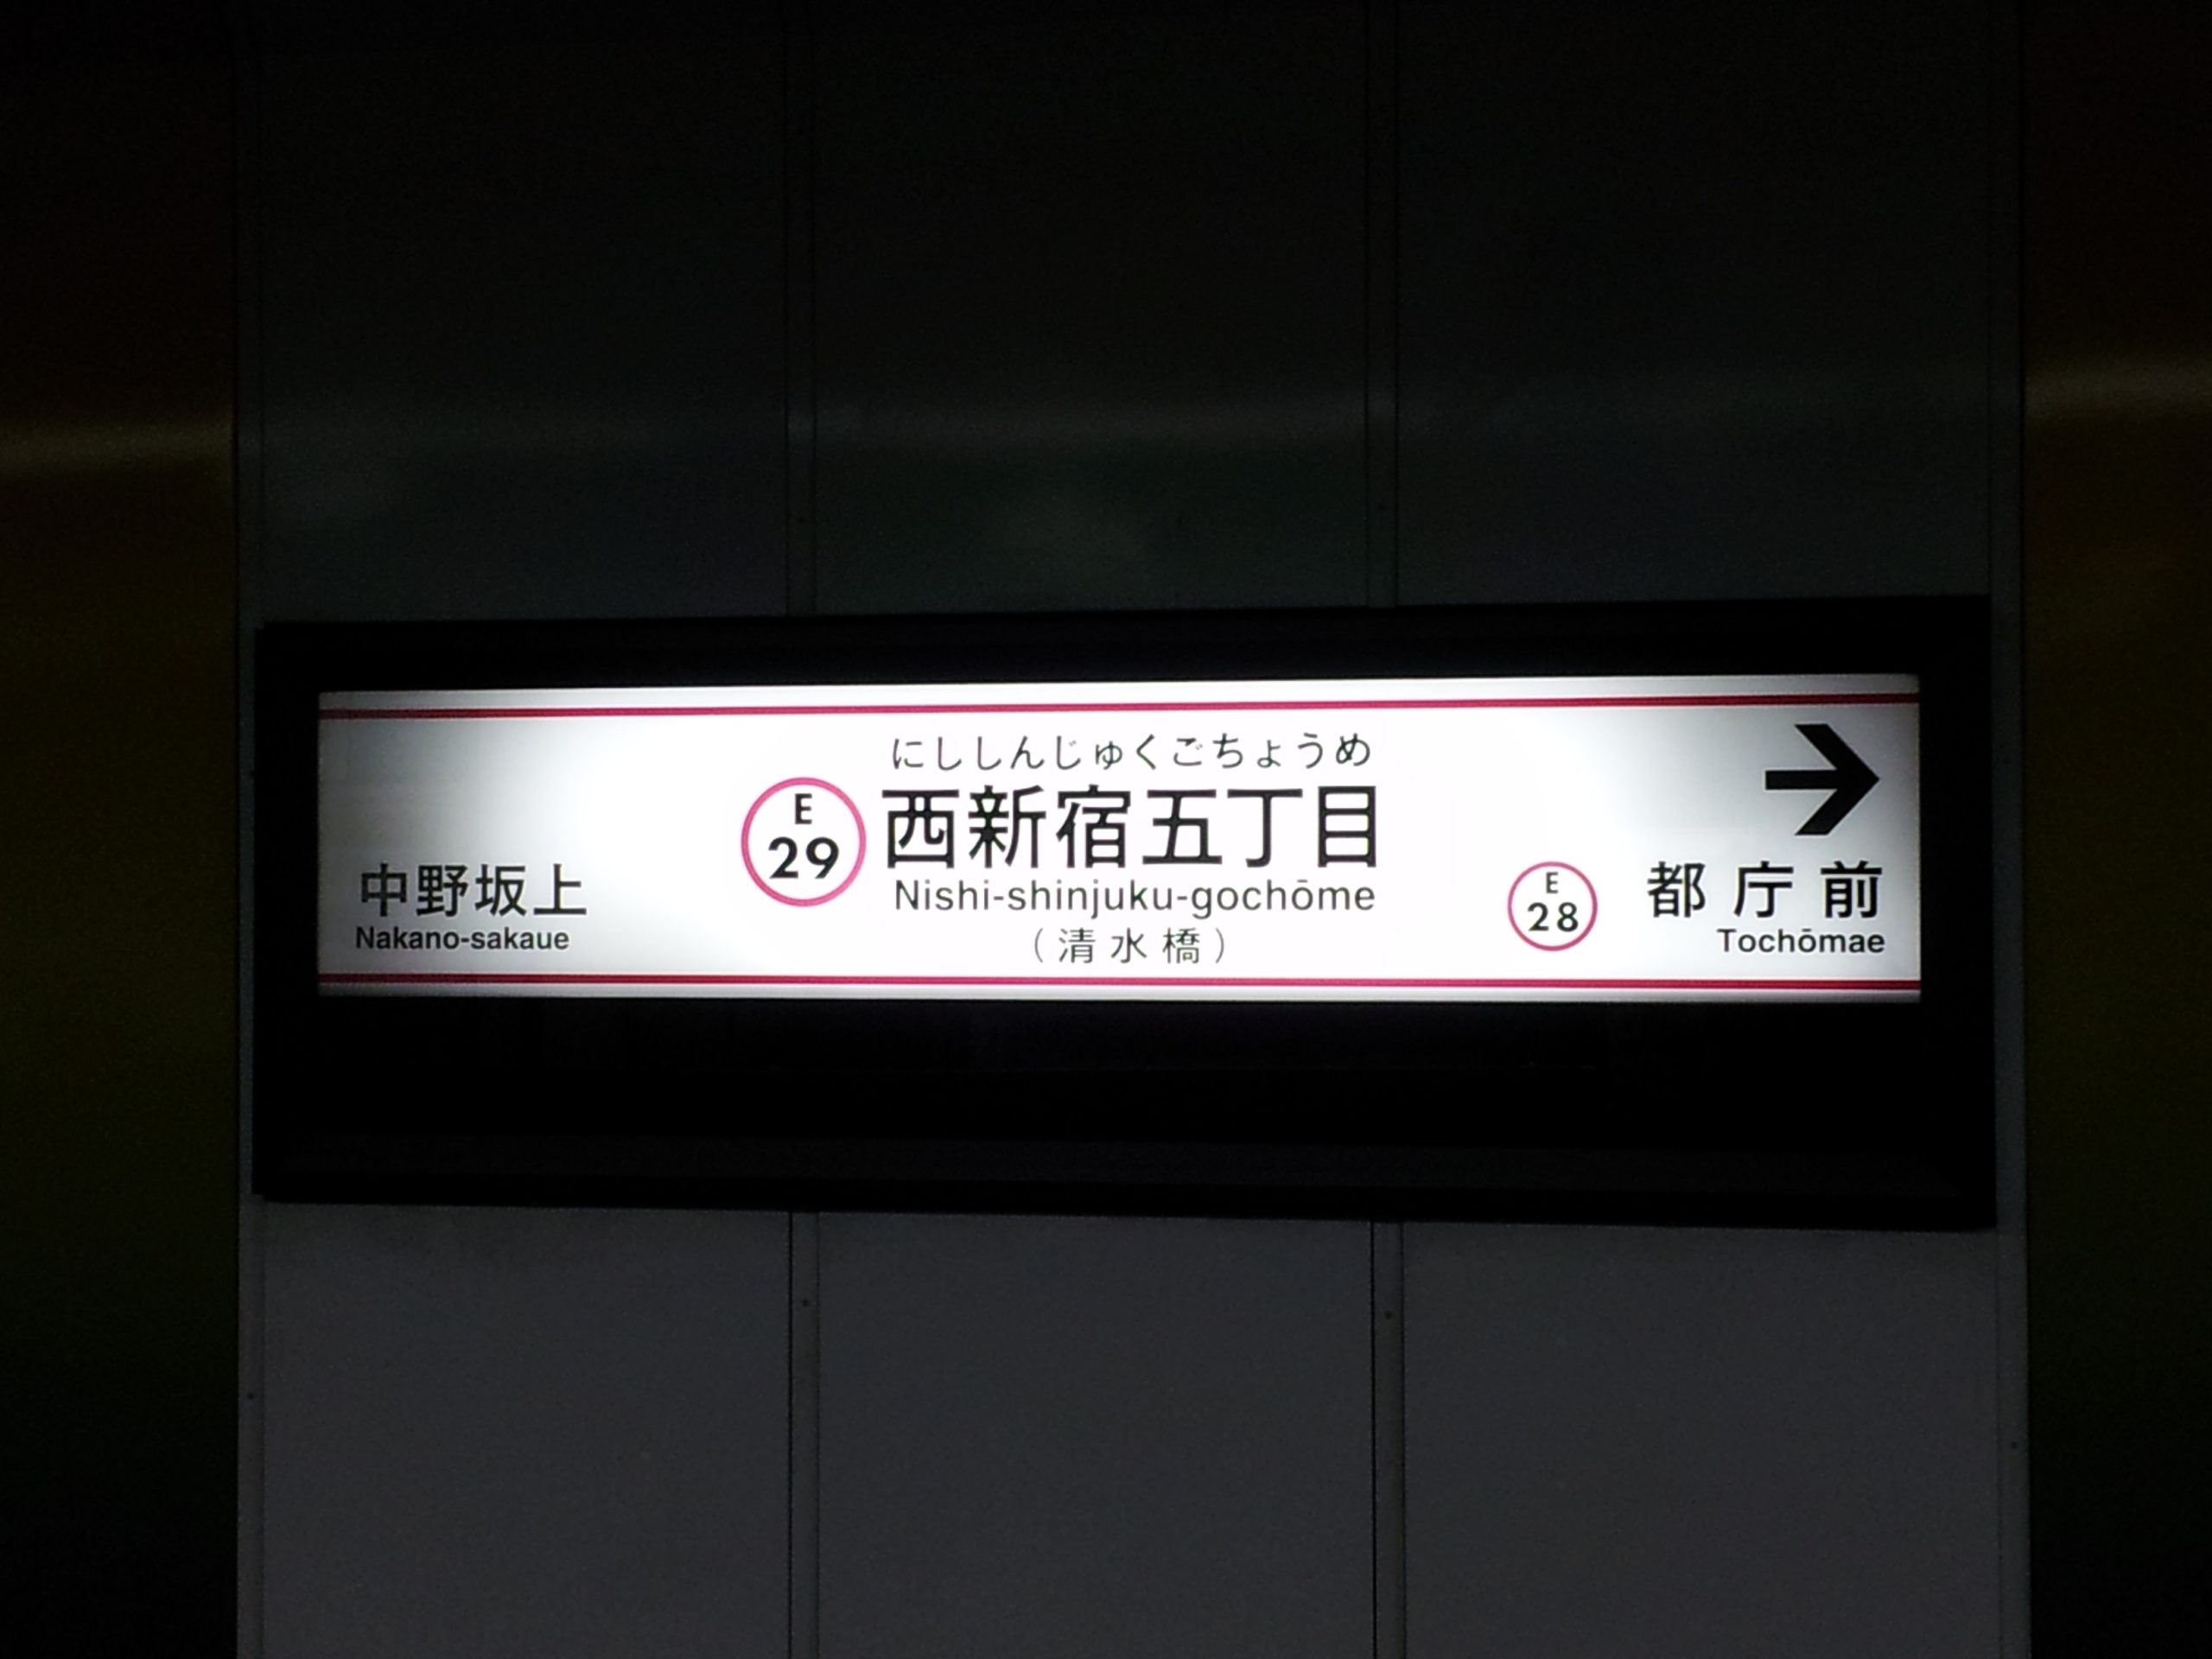 にししんじゅくごちょうめ
E
29
西新宿五丁目
Nishi-shinjuku-gochōme
(清水橋)
中野坂上
Nakano-sakaue
→
E
28
都庁前
Tochōmae